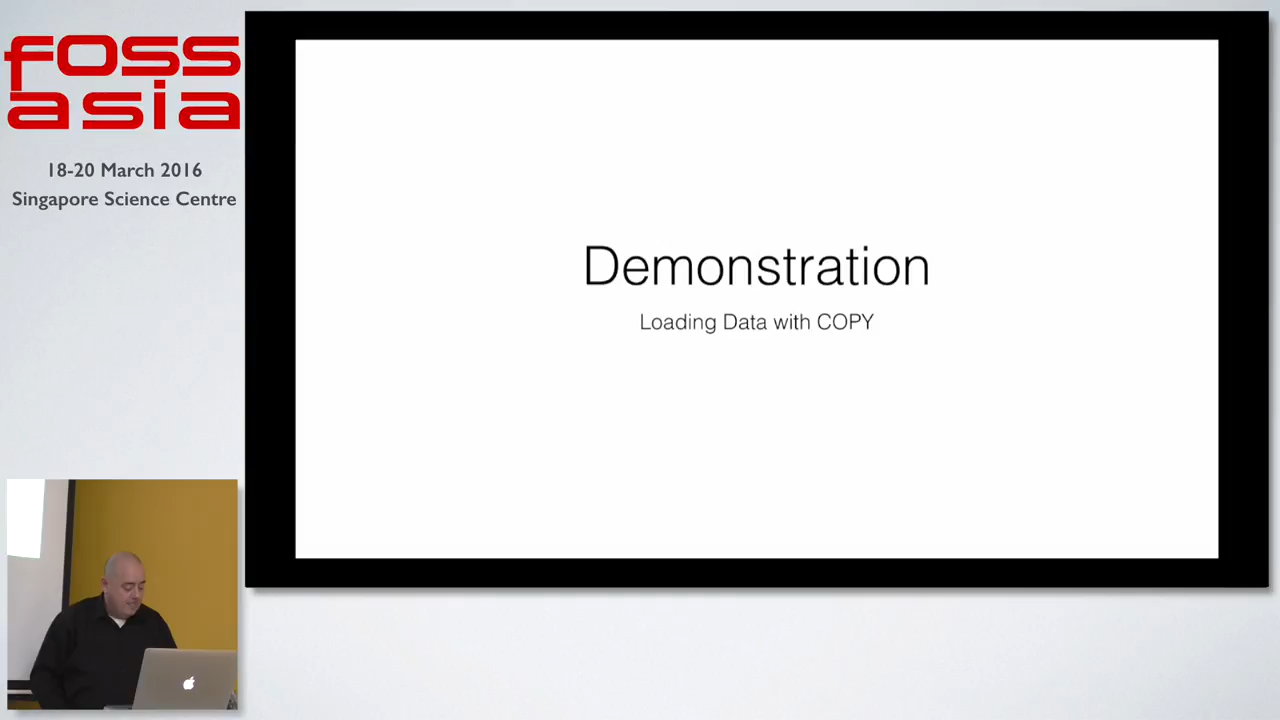 foss
asia
18-20 March 2016
Singapore Science Centre
Demonstration
Loading Data with COPY